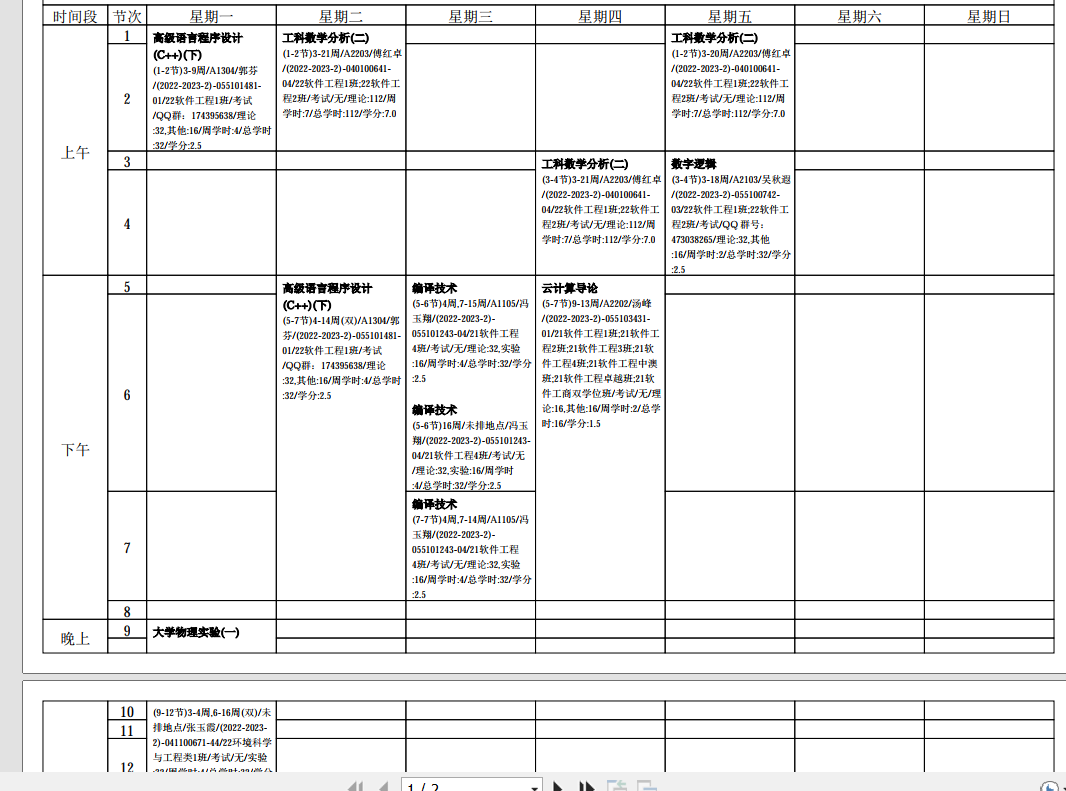 时间段 节次 星期一 星期二 星期三 星期四 星期五 星期六 星期日
上午
1
2
高级语言程序设计
(C++)(下)
(1-2节)3-9周/A1304/郭芬
/(2022-2023-2)-055101481-
01/22软件工程1班/考试
/QQ群：174395638/理论
:32,其他:16/周学时:4/总学时
:32/学分:2.5
工科数学分析(二)
(1-2节)3-21周/A2203/傅红卓
/(2022-2023-2)-040100641-
04/22软件工程1班;22软件工
程2班/考试/无/理论:112/周
学时:7/总学时:112/学分:7.0
工科数学分析(二)
(1-2节)3-20周/A2203/傅红卓
/(2022-2023-2)-040100641-
04/22软件工程1班;22软件工
程2班/考试/无/理论:112/周
学时:7/总学时:112/学分:7.0
3
4
工科数学分析(二)
(3-4节)3-21周/A2203/傅红卓
/(2022-2023-2)-040100641-
04/22软件工程1班;22软件工
程2班/考试/无/理论:112/周
学时:7/总学时:112/学分:7.0
数字逻辑
(3-4节)3-18周/A2103/吴秋遐
/(2022-2023-2)-055100742-
03/22软件工程1班;22软件工
程2班/考试/QQ 群号：
473038265/理论:32,其他
:16/周学时:2/总学时:32/学分
:2.5
下午
5
6
高级语言程序设计
(C++)(下)
(5-7节)4-14周(双)/A1304/郭
芬/(2022-2023-2)-055101481-
01/22软件工程1班/考试
/QQ群：174395638/理论
:32,其他:16/周学时:4/总学时
:32/学分:2.5
编译技术
(5-6节)4周,7-15周/A1105/冯
玉翔/(2022-2023-2)-
055101243-04/21软件工程
4班/考试/无/理论:32,实验
:16/周学时:4/总学时:32/学分
:2.5
编译技术
(5-6节)16周/未排地点/冯玉
翔/(2022-2023-2)-055101243-
04/21软件工程4班/考试/无
/理论:32,实验:16/周学时
:4/总学时:32/学分:2.5
云计算导论
(5-7节)9-13周/A2202/汤峰
/(2022-2023-2)-055103431-
01/21软件工程1班;21软件工
程2班;21软件工程3班;21软
件工程4班;21软件工程中澳
班;21软件工程卓越班;21软
件工商双学位班/考试/无/理
论:16,其他:16/周学时:2/总学
时:16/学分:1.5
7
编译技术
(7-7节)4周,7-14周/A1105/冯
玉翔/(2022-2023-2)-
055101243-04/21软件工程
4班/考试/无/理论:32,实验
:16/周学时:4/总学时:32/学分
:2.5
8
晚上
9
大学物理实验(一)
10
11
12
(9-12节)3-4周,6-16周(双)/未
排地点/张玉霞/(2022-2023-
2)-041100671-44/22环境科学
与工程类1班/考试/无/实验
:32/周学时:4/总学时:32/学分
1 / 2